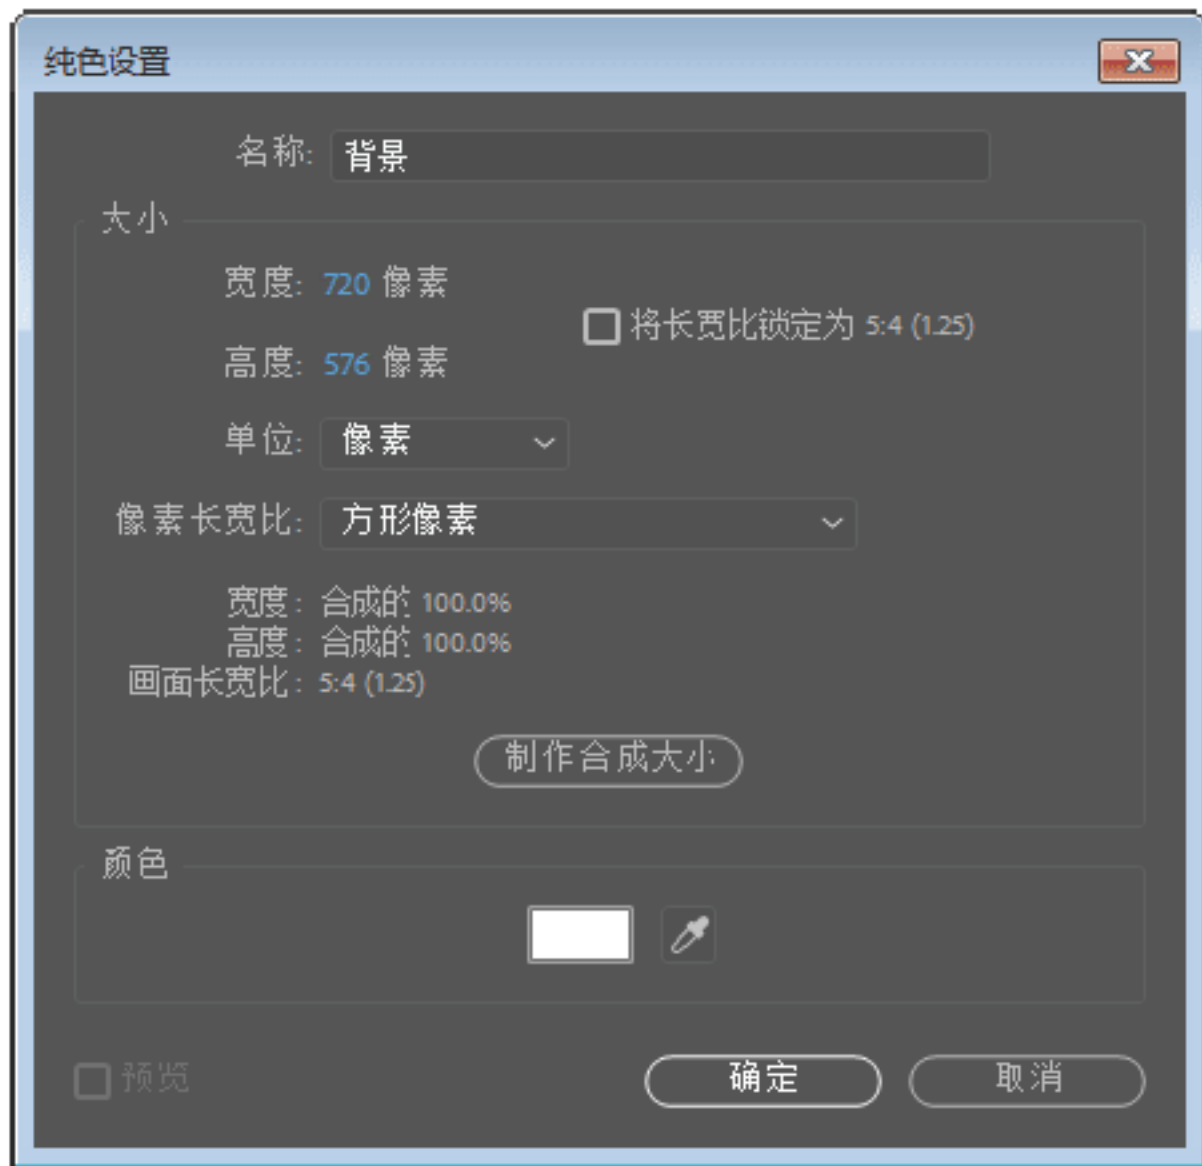 纯色设置
名称: 背景
大小
宽度: 720 像素
将长宽比锁定为 5:4 (1.25)
高度: 576 像素
单位: 像素
像素长宽比: 方形像素
宽度: 合成的 100.0%
高度: 合成的 100.0%
画面长宽比: 5:4 (1.25)
制作合成大小
颜色
预览
确定
取消